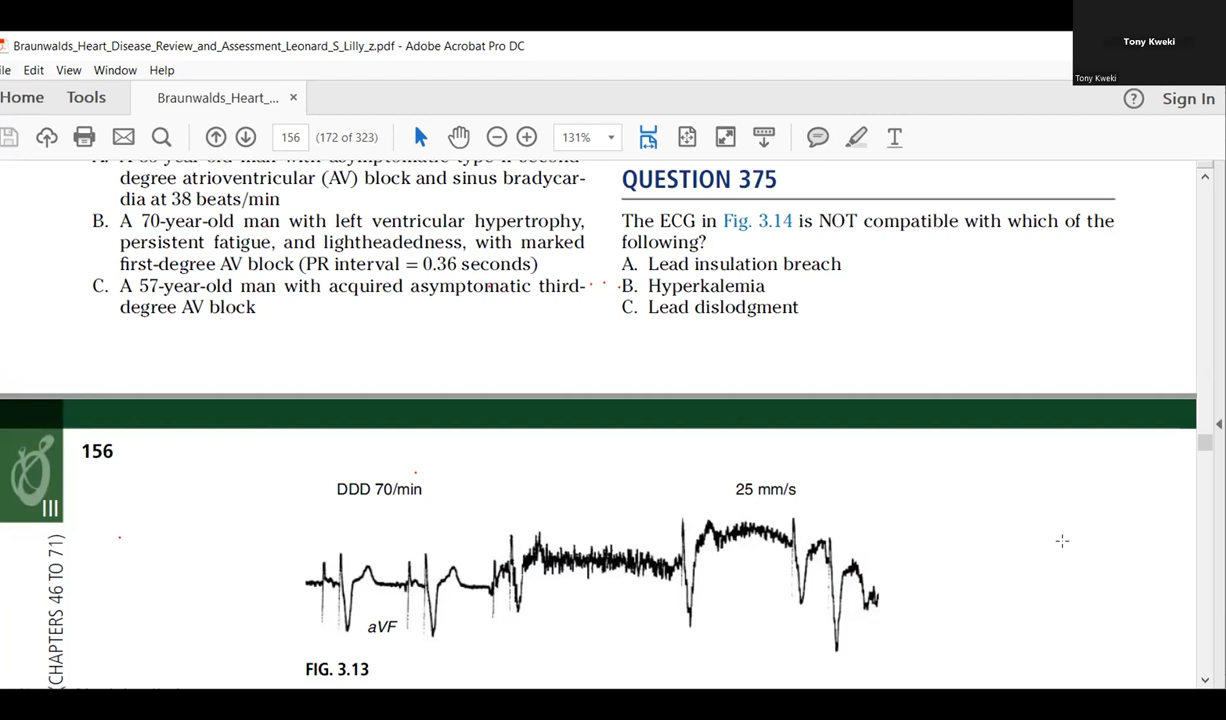 Tony Kweki
Tony Kweki
Braunwalds_Heart_Disease_Review_and_Assessment_Leonard_S_Lilly_z.pdf - Adobe Acrobat Pro DC
ile Edit View Window Help
Home Tools Braunwalds_Heart_... × ? Sign In
156 (172 of 323) 131%
degree atrioventricular (AV) block and sinus bradycar-
dia at 38 beats/min
B. A 70-year-old man with left ventricular hypertrophy,
persistent fatigue, and lightheadedness, with marked
first-degree AV block (PR interval = 0.36 seconds)
C. A 57-year-old man with acquired asymptomatic third-
degree AV block
QUESTION 375
The ECG in Fig. 3.14 is NOT compatible with which of the
following?
A. Lead insulation breach
B. Hyperkalemia
C. Lead dislodgment
156
III
(CHAPTERS 46 TO 71)
DDD 70/min
25 mm/s
aVF
FIG. 3.13